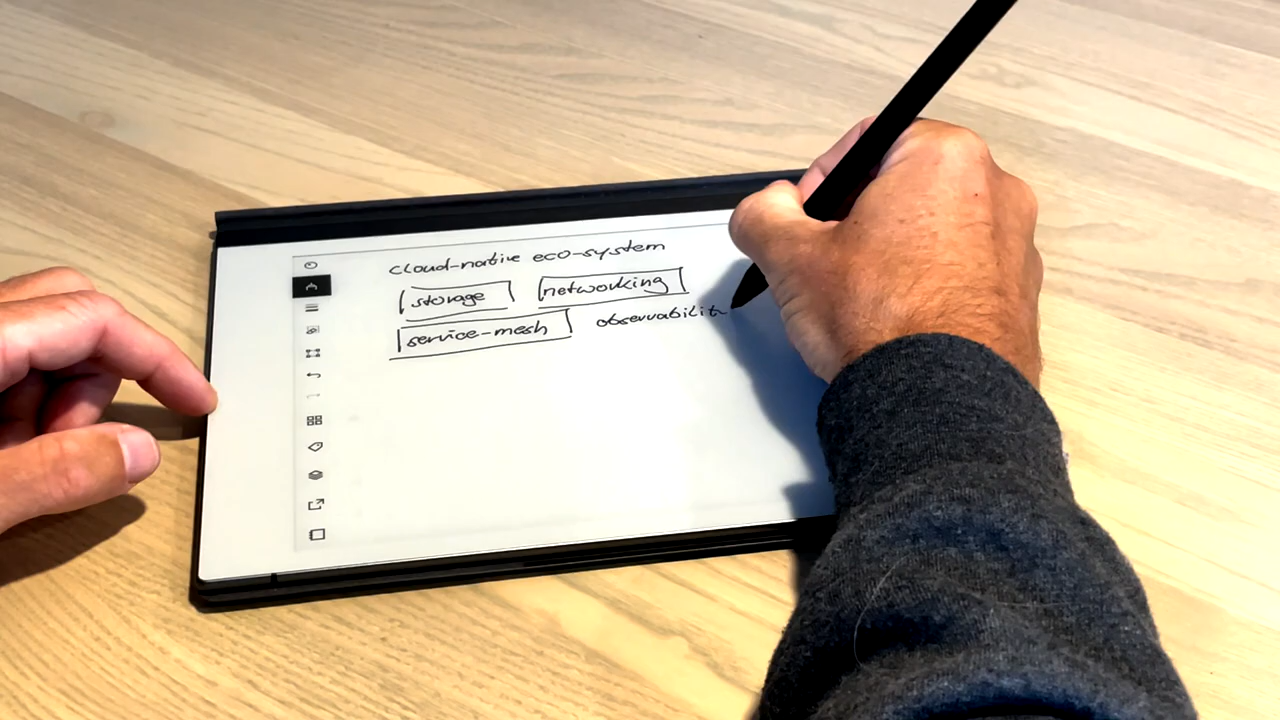 cloud-native eco-system
storage networking
service-mesh observabilit